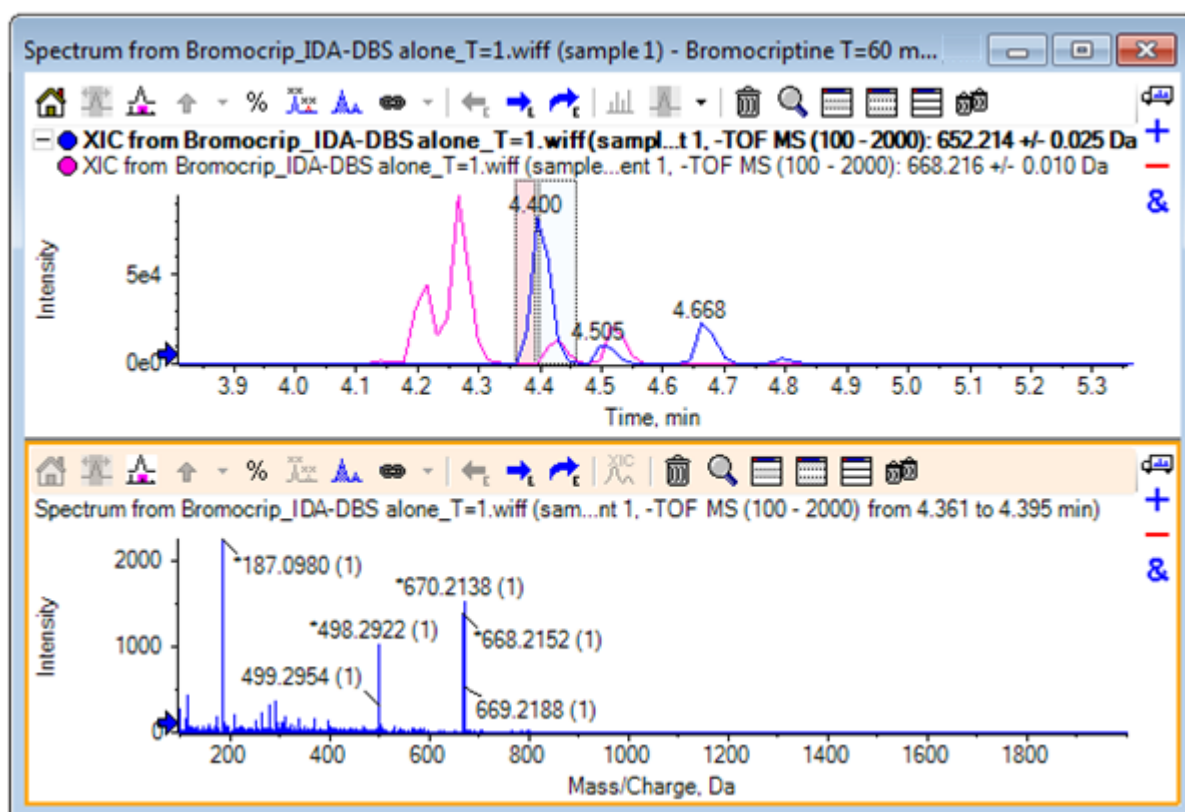 Spectrum from Bromocrip_IDA-DBS alone_T=1.wiff (sample 1) - Bromocriptine T=60 m...
%
XIC from Bromocrip_IDA-DBS alone_T=1.wiff (sampl...t 1, -TOF MS (100 - 2000): 652.214 +/- 0.025 Da
XIC from Bromocrip_IDA-DBS alone_T=1.wiff (sample...ent 1, -TOF MS (100 - 2000): 668.216 +/- 0.010 Da
&
4.400
5e4
4.505
4.668
0e0
Intensity
3.9 4.0 4.1 4.2 4.3 4.4 4.5 4.6 4.7 4.8 4.9 5.0 5.1 5.2 5.3
Time, min
% XIC
Spectrum from Bromocrip_IDA-DBS alone_T=1.wiff (sam...nt 1, -TOF MS (100 - 2000) from 4.361 to 4.395 min)
&
2000
*187.0980 (1)
*670.2138 (1)
*498.2922 (1)
*668.2152 (1)
1000
499.2954 (1)
669.2188 (1)
0
Intensity
200 400 600 800 1000 1200 1400 1600 1800
Mass/Charge, Da